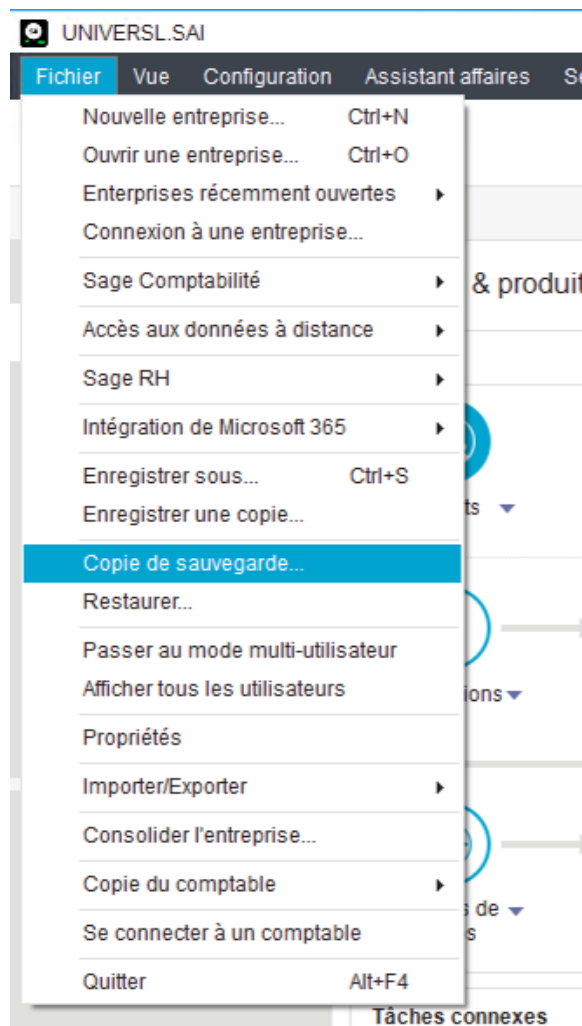 UNIVERSL.SAI
Fichier Vue Configuration Assistant affaires
Nouvelle entreprise... Ctrl+N
Ouvrir une entreprise... Ctrl+O
Enterprises récemment ouvertes
Connexion à une entreprise...
Sage Comptabilité
& produit
Accès aux données à distance
Sage RH
Intégration de Microsoft 365
Enregistrer sous... Ctrl+S
ts
Enregistrer une copie...
Copie de sauvegarde...
Restaurer...
Passer au mode multi-utilisateur
Afficher tous les utilisateurs
ions
Propriétés
Importer/Exporter
Consolider l'entreprise...
Copie du comptable
s de
s
Se connecter à un comptable
Quitter Alt+F4
Tâches connexes